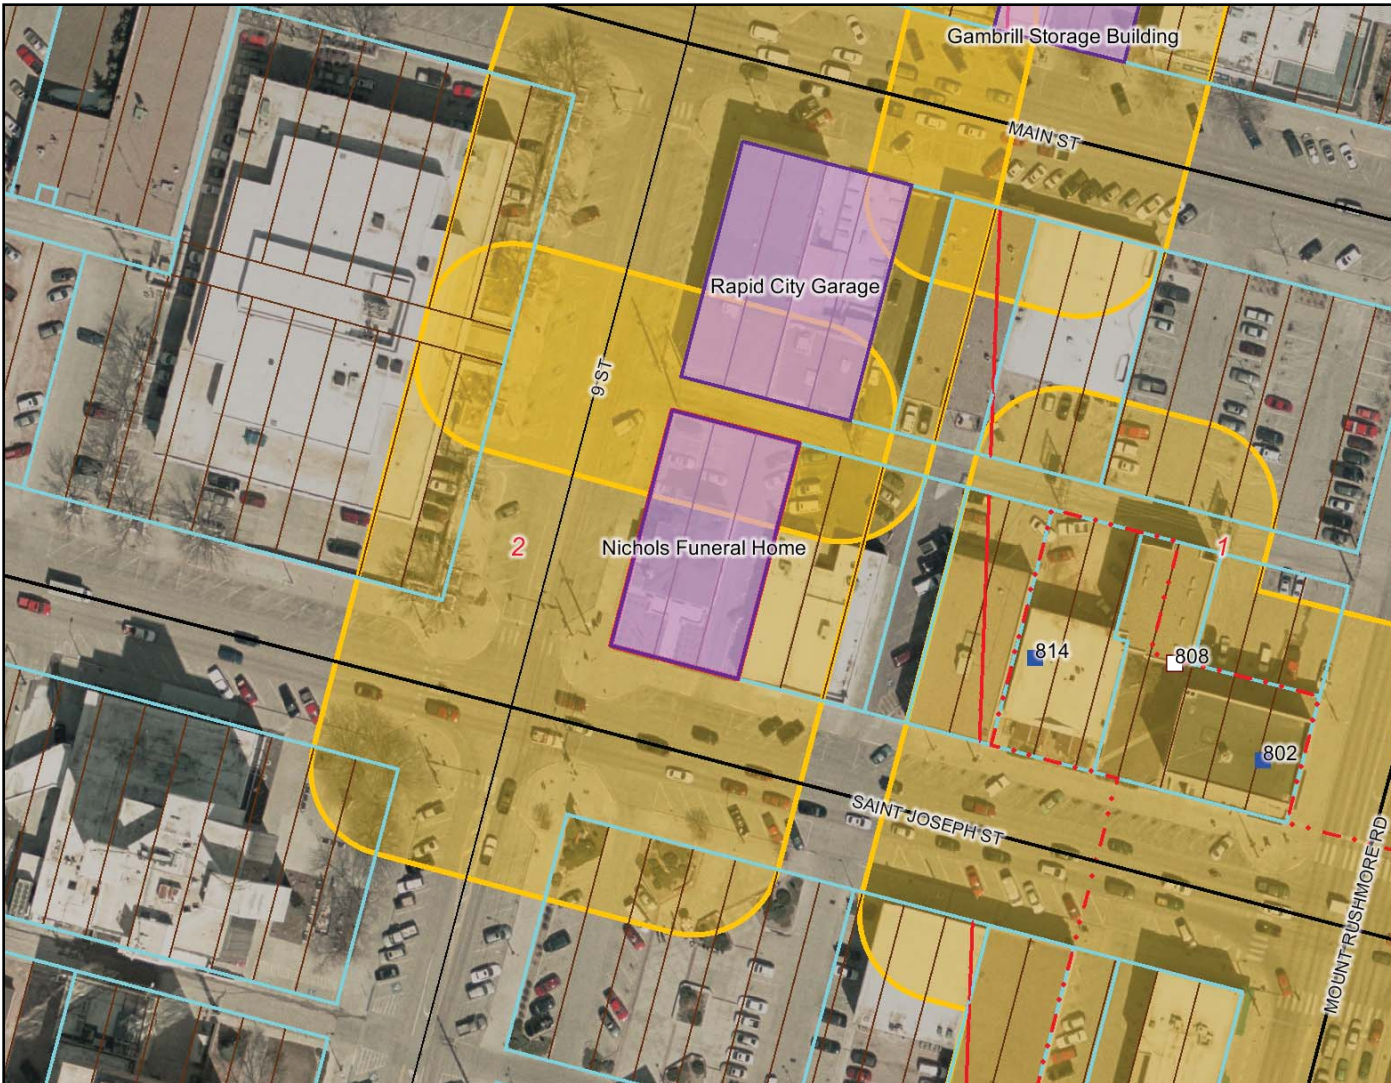 Gambrill Storage Building
MAIN ST
Rapid City Garage
9 ST
2
Nichols Funeral Home
1
814
808
802
SAINT JOSEPH ST
MOUNT RUSHMORE RD